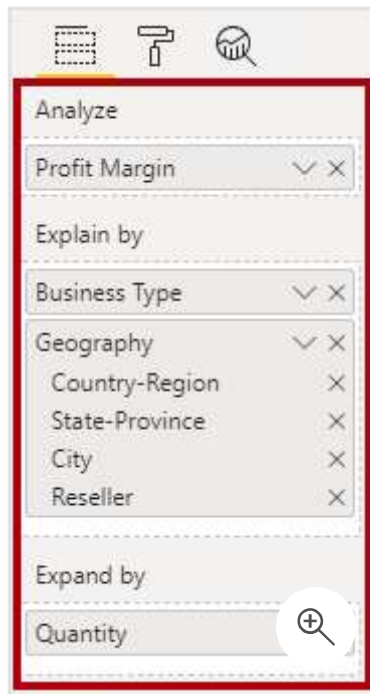 Analyze
Profit Margin
Explain by
Business Type
Geography
Country-Region
State-Province
City
Reseller
Expand by
Quantity